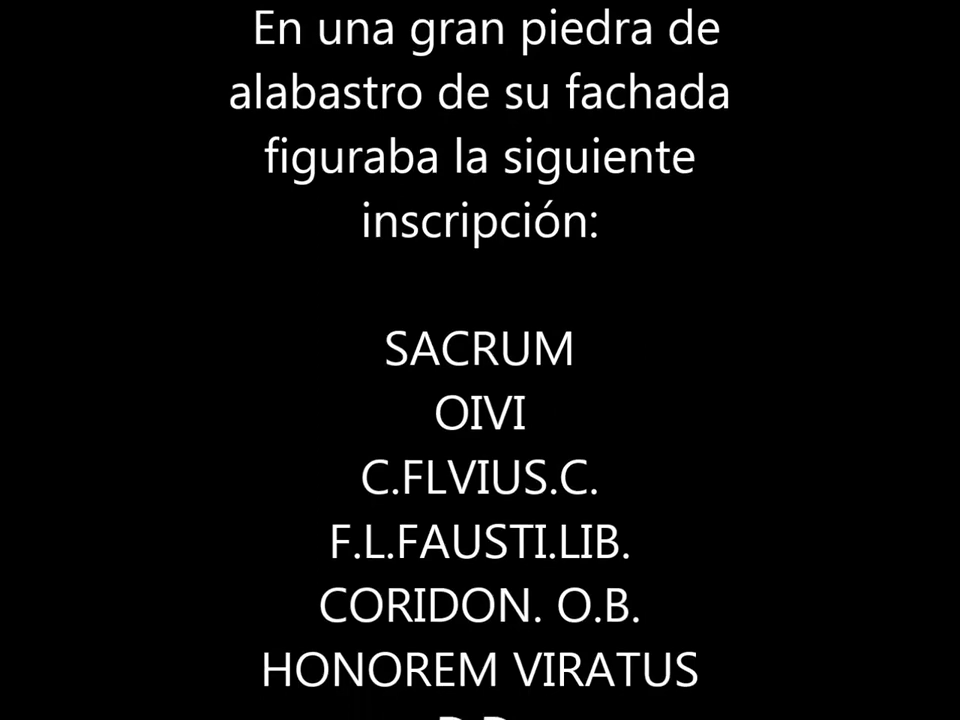 En una gran piedra de
alabastro de su fachada
figuraba la siguiente
inscripción:
SACRUM
OIVI
C.FLVIUS.C.
F.L.FAUSTI.LIB.
CORIDON. O.B.
HONOREM VIRATUS